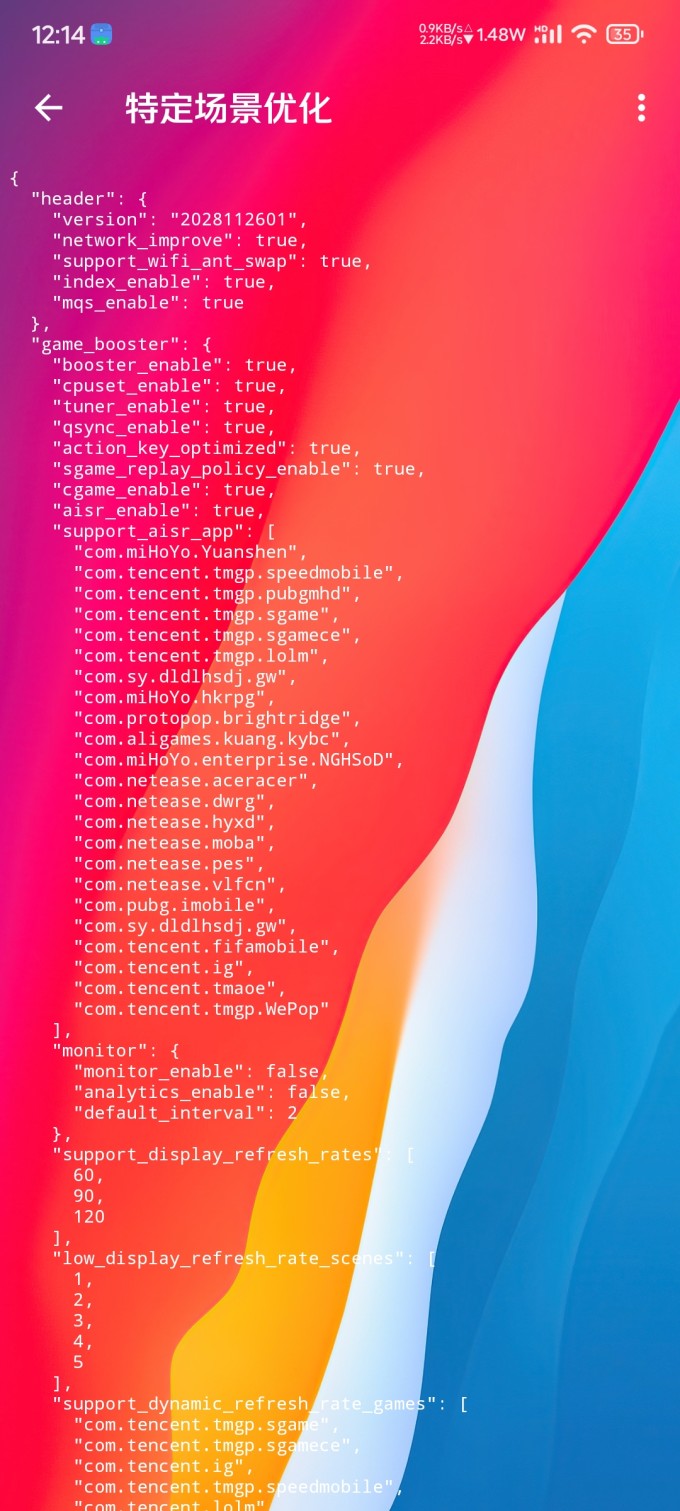 12:14
0.9KB/s△
2.2KB/s▼
1.48W
HD
35
特定场景优化
{
"header": {
"version": "2028112601",
"network_improve": true,
"support_wifi_ant_swap": true,
"index_enable": true,
"mqs_enable": true
},
"game_booster": {
"booster_enable": true,
"cpuset_enable": true,
"tuner_enable": true,
"qsync_enable": true,
"action_key_optimized": true,
"sgame_replay_policy_enable": true,
"cgame_enable": true,
"aisr_enable": true,
"support_aisr_app": [
"com.miHoYo.Yuanshen",
"com.tencent.tmgp.speedmobile",
"com.tencent.tmgp.pubgmhd",
"com.tencent.tmgp.sgame",
"com.tencent.tmgp.sgamece",
"com.tencent.tmgp.lolm",
"com.sy.dldlhsdj.gw",
"com.miHoYo.hkrpg",
"com.protopop.brightridge",
"com.aligames.kuang.kybc",
"com.miHoYo.enterprise.NGHSoD",
"com.netease.aceracer",
"com.netease.dwrg",
"com.netease.hyxd",
"com.netease.moba",
"com.netease.pes",
"com.netease.vlfcn",
"com.pubg.imobile",
"com.sy.dldlhsdj.gw",
"com.tencent.fifamobile",
"com.tencent.ig",
"com.tencent.tmaoe",
"com.tencent.tmgp.WePop"
],
"monitor": {
"monitor_enable": false,
"analytics_enable": false,
"default_interval": 2
},
"support_display_refresh_rates": [
60,
90,
120
],
"low_display_refresh_rate_scenes": [
1,
2,
3,
4,
5
],
"support_dynamic_refresh_rate_games": [
"com.tencent.tmgp.sgame",
"com.tencent.tmgp.sgamece",
"com.tencent.ig",
"com.tencent.tmgp.speedmobile",
"com.tencent.lolm"